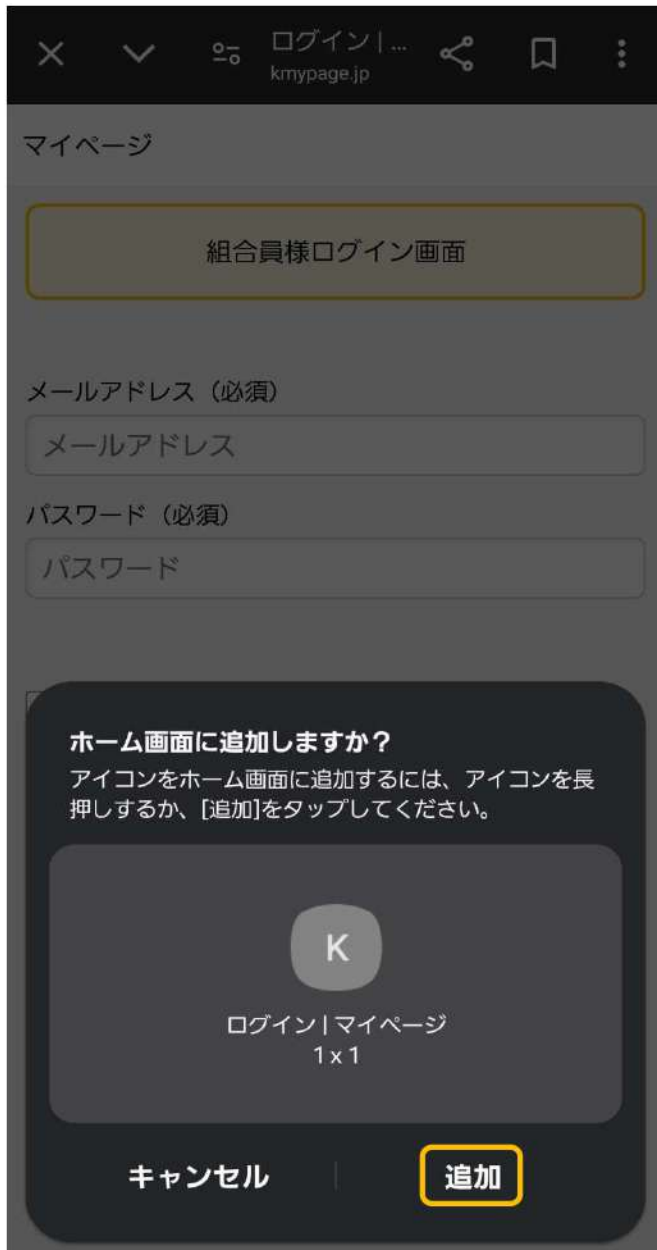 ログイン | ...
kmypage.jp
マイページ
組合員様ログイン画面
メールアドレス（必須）
メールアドレス
パスワード（必須）
パスワード
ホーム画面に追加しますか？
アイコンをホーム画面に追加するには、アイコンを長
押しするか、[追加]をタップしてください。
K
ログイン | マイページ
1 x 1
キャンセル
追加